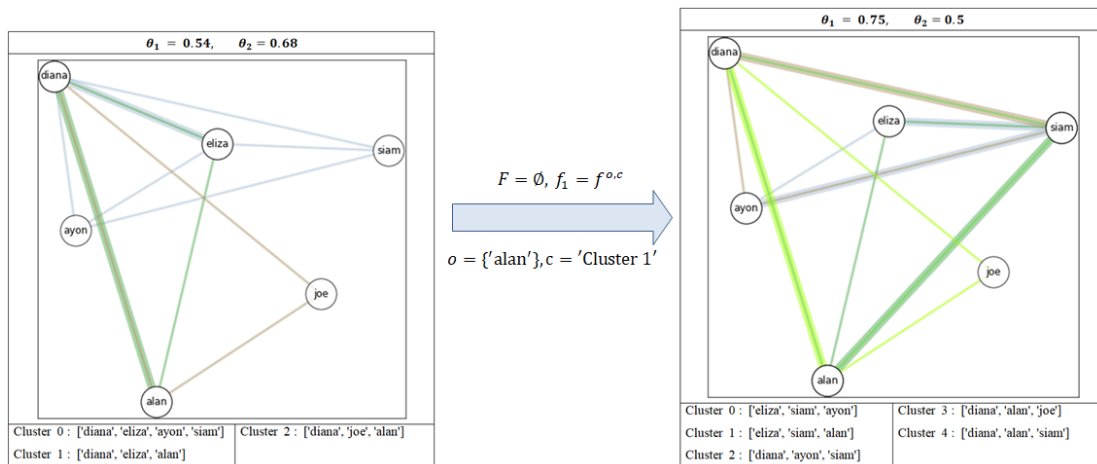 θ₁ = 0.54, θ₂ = 0.68
diana
eliza
siam
ayon
joe
alan
Cluster 0 : ['diana', 'eliza', 'ayon', 'siam']
Cluster 2 : ['diana', 'joe', 'alan']
Cluster 1 : ['diana', 'eliza', 'alan']
F = ∅, f₁ = f^{o,c}
o = {'alan'}, c = 'Cluster 1'
θ₁ = 0.75, θ₂ = 0.5
diana
eliza
siam
ayon
joe
alan
Cluster 0 : ['eliza', 'siam', 'ayon']
Cluster 3 : ['diana', 'alan', 'joe']
Cluster 1 : ['eliza', 'siam', 'alan']
Cluster 4 : ['diana', 'alan', 'siam']
Cluster 2 : ['diana', 'ayon', 'siam']